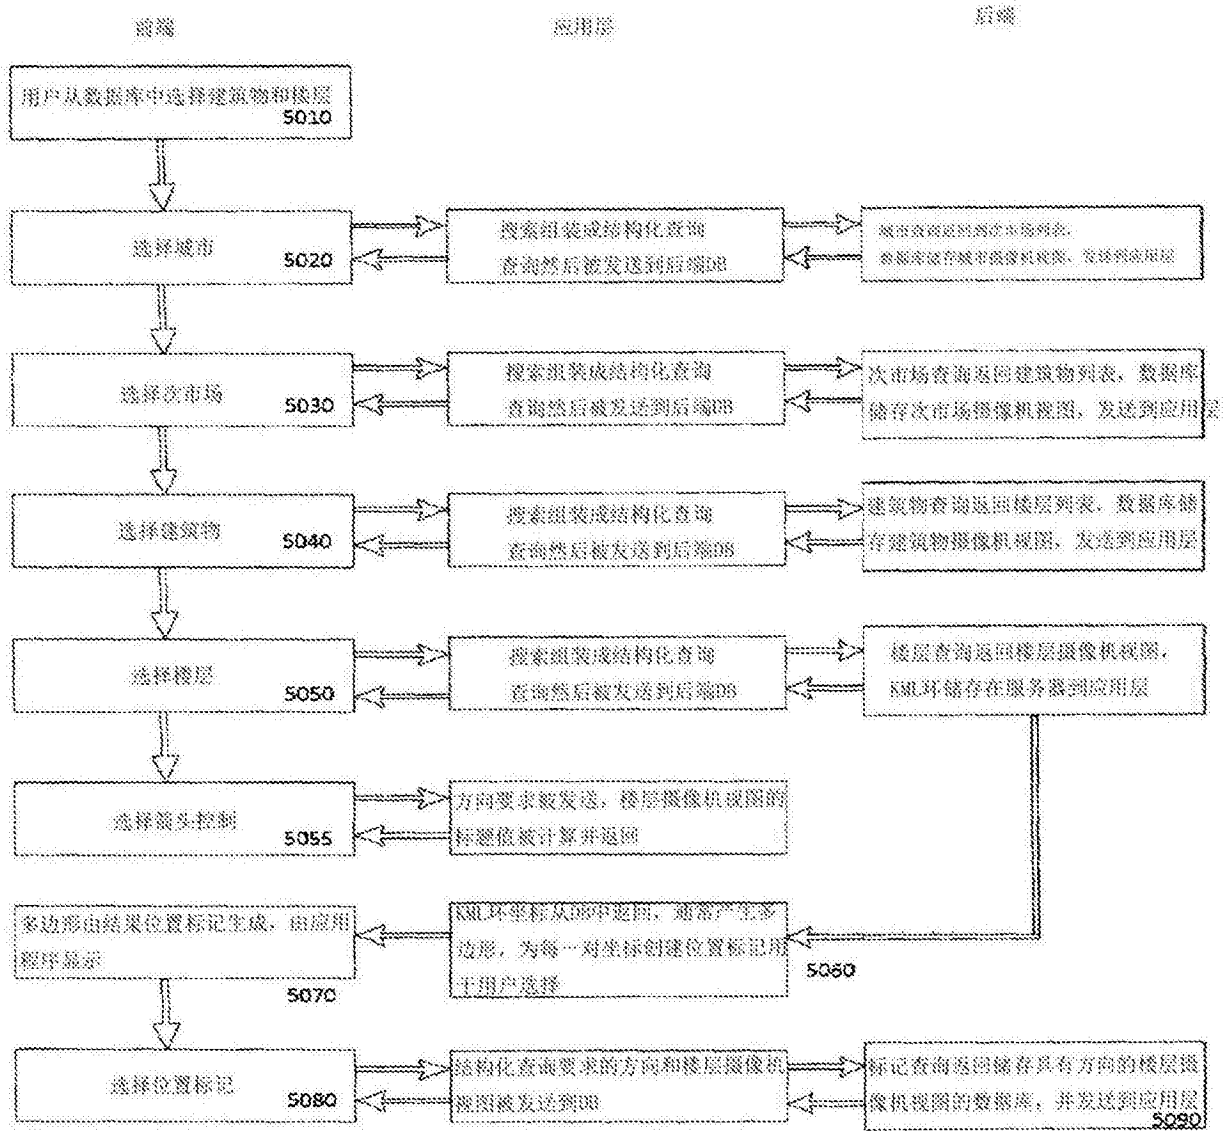 前端
应用形
后端
用户从数据库中选择建筑物和楼层
5010
选择城市
5020
搜索组装成结构化查询
查询然后被发送到后端DB
数据库储存城市摄像机视图，发送到应用层
选择次市场
5030
搜索组装成结构化查询
查询然后被发送到后端DB
次市场查询返回建筑物列表，数据库
储存次市场摄像机视图，发送到应用层
选择建筑物
5040
搜索组装成结构化查询
查询然后被发送到后端DB
建筑物查询返回楼层列表，数据库储
存建筑物摄像机视图，发送到应用层
选择楼层
5050
搜索组装成结构化查询
查询然后被发送到后端DB
楼层查询返回楼层摄像机视图，
KML环储存在服务器到应用层
选择箭头控制
5055
方向要求被发送，楼层摄像机视图的
标题值被计算并返回
多边形由结果位置标记生成，由应用
程序显示
5070
KML环坐标从DB中返回，通常产生多
边形，为每一对坐标创建位置标记用
于用户选择
5060
选择位置标记
5080
结构化查询要求的方向和楼层摄像机
视图被发送到DB
标记查询返回储存具有方向的楼层摄
像机视图的数据库，并发送到应用层
5090